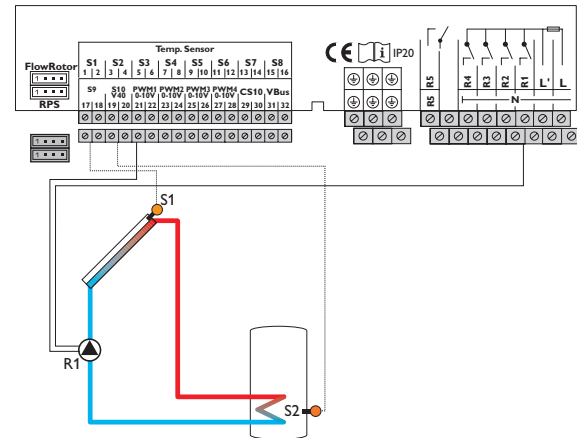 Temp. Sensor
S1 S2 S3 S4 S5 S6 S7 S8
1 2 3 4 5 6 7 8 9 10 11 12 13 14 15 16
S9 S10 PWM1 PWM2 PWM3 PWM4 CS10 VBus
V40 0-10V 0-10V 0-10V 0-10V
17 18 19 20 21 22 23 24 25 26 27 28 29 30 31 32
FlowRotor
RPS
CE i IP20
R5 R4 R3 R2 R1 L' L
R5 N
S1
R1
S2